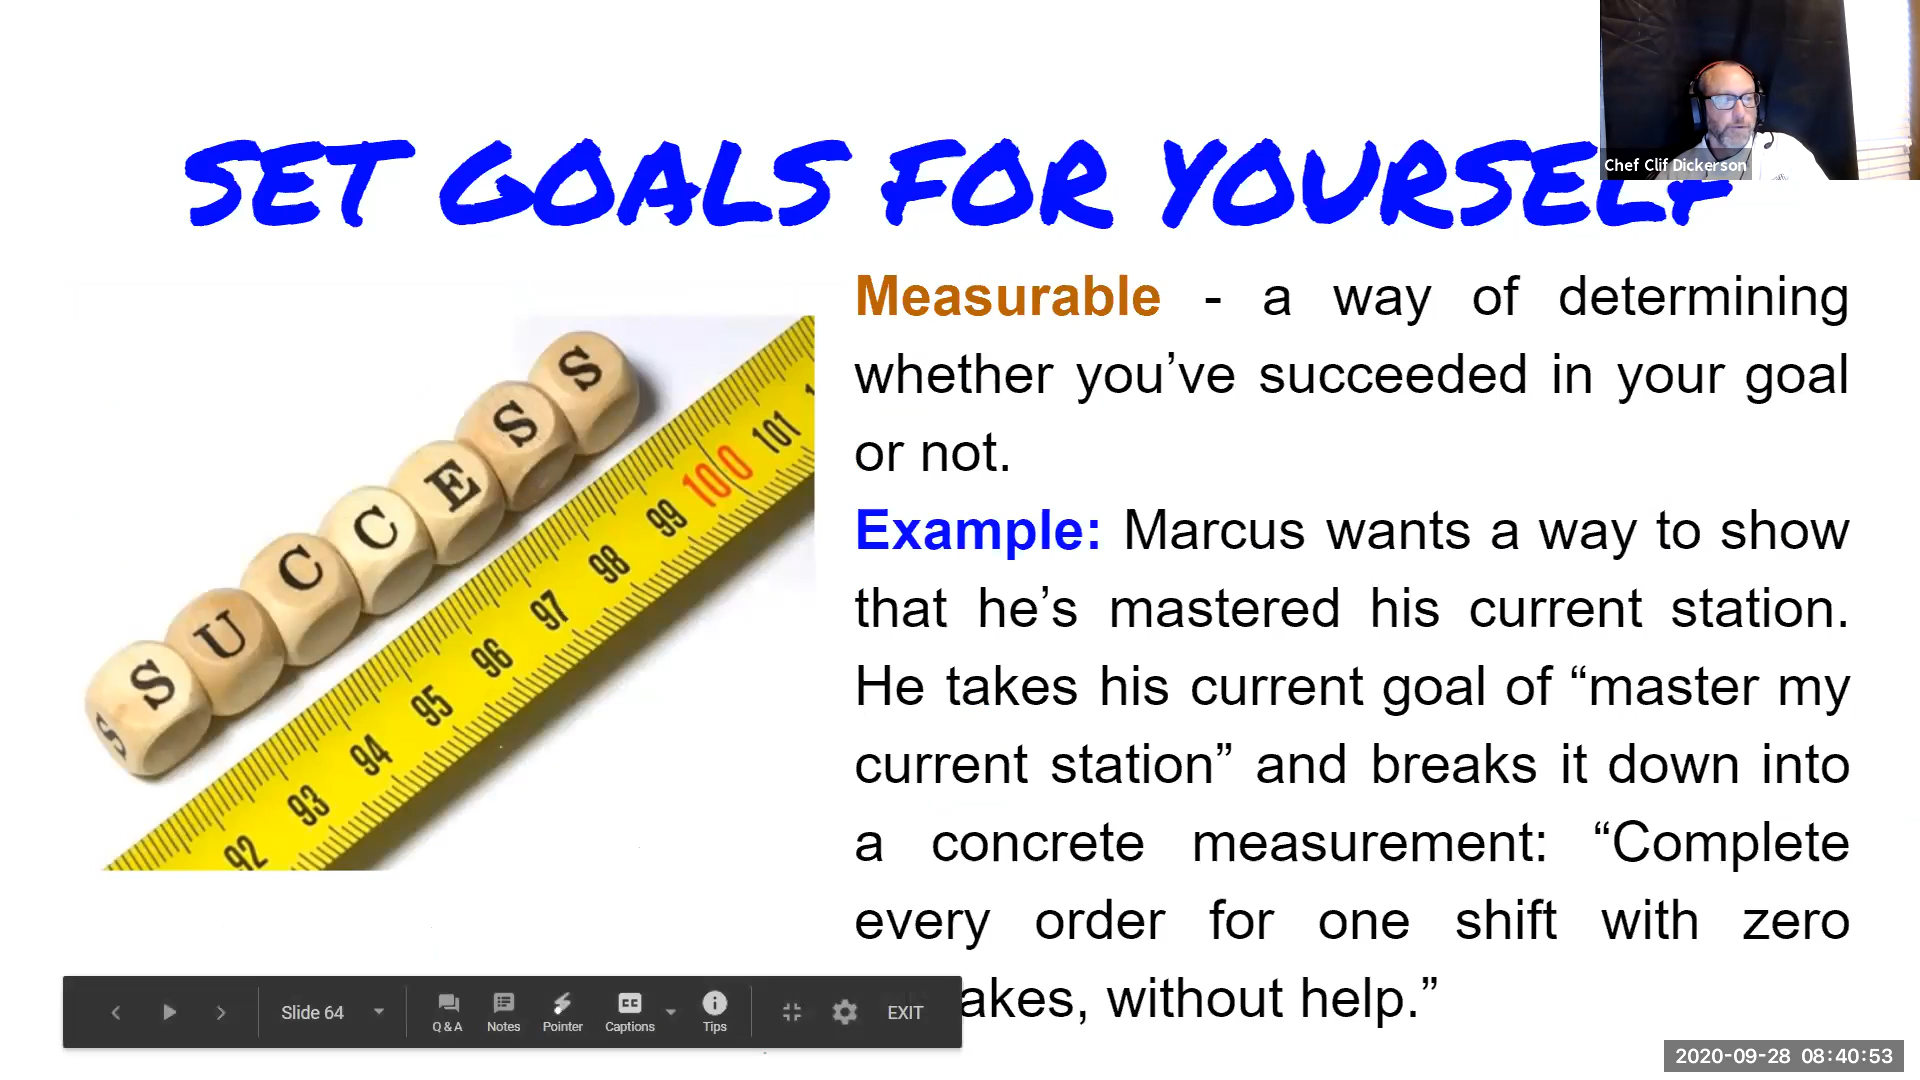 SET GOALS FOR YOURSELF
Chef Clif Dickerson
Measurable - a way of determining
whether you’ve succeeded in your goal
or not.
Example: Marcus wants a way to show
that he’s mastered his current station.
He takes his current goal of “master my
current station” and breaks it down into
a concrete measurement: “Complete
every order for one shift with zero
akes, without help.”
S S U C C E S S
92 93 94 95 96 97 98 99 100 101
Slide 64
Q & A Notes Pointer Captions Tips EXIT
CC
2020-09-28 08:40:53